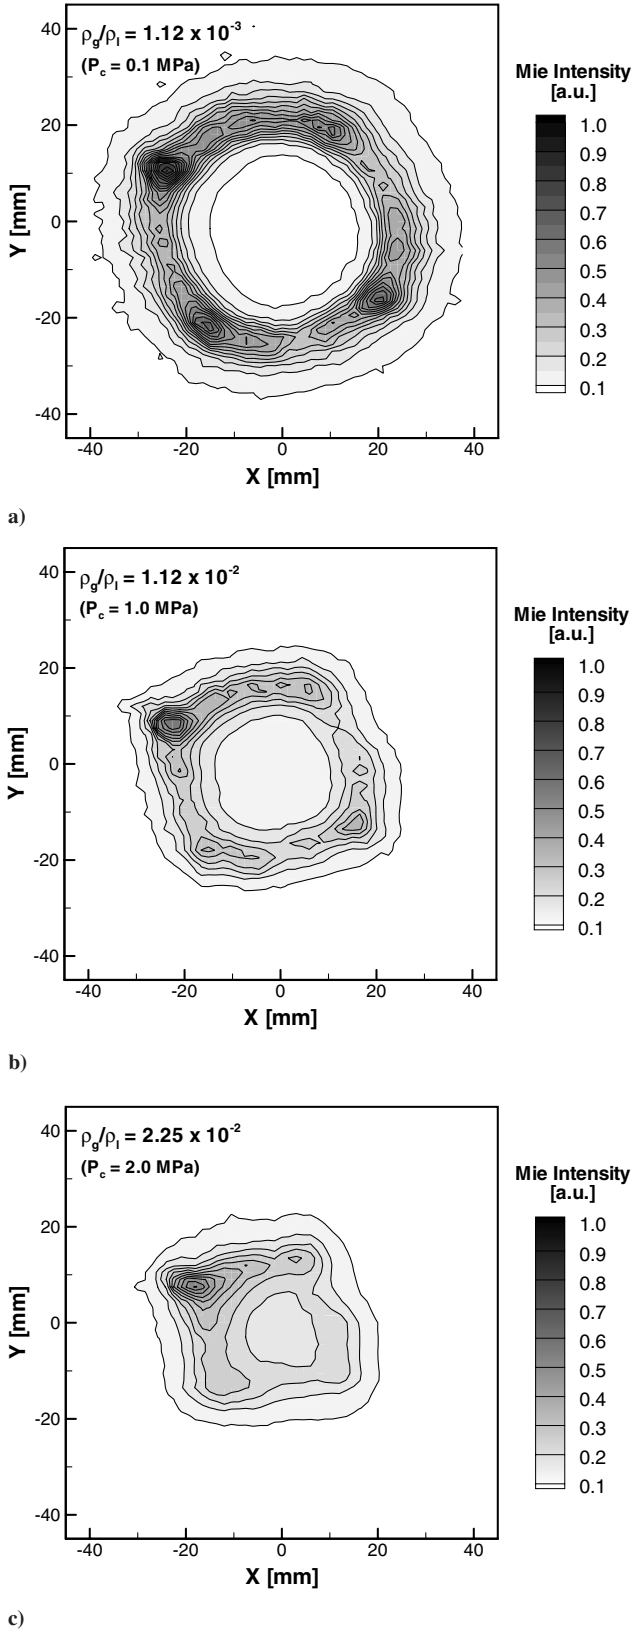 ρg/ρl = 1.12 x 10-3
(Pc = 0.1 MPa)
Mie Intensity
[a.u.]
1.0
0.9
0.8
0.7
0.6
0.5
0.4
0.3
0.2
0.1
40
20
0
-20
-40
Y [mm]
-40 -20 0 20 40
X [mm]
a)
ρg/ρl = 1.12 x 10-2
(Pc = 1.0 MPa)
Mie Intensity
[a.u.]
1.0
0.9
0.8
0.7
0.6
0.5
0.4
0.3
0.2
0.1
40
20
0
-20
-40
Y [mm]
-40 -20 0 20 40
X [mm]
b)
ρg/ρl = 2.25 x 10-2
(Pc = 2.0 MPa)
Mie Intensity
[a.u.]
1.0
0.9
0.8
0.7
0.6
0.5
0.4
0.3
0.2
0.1
40
20
0
-20
-40
Y [mm]
-40 -20 0 20 40
X [mm]
c)